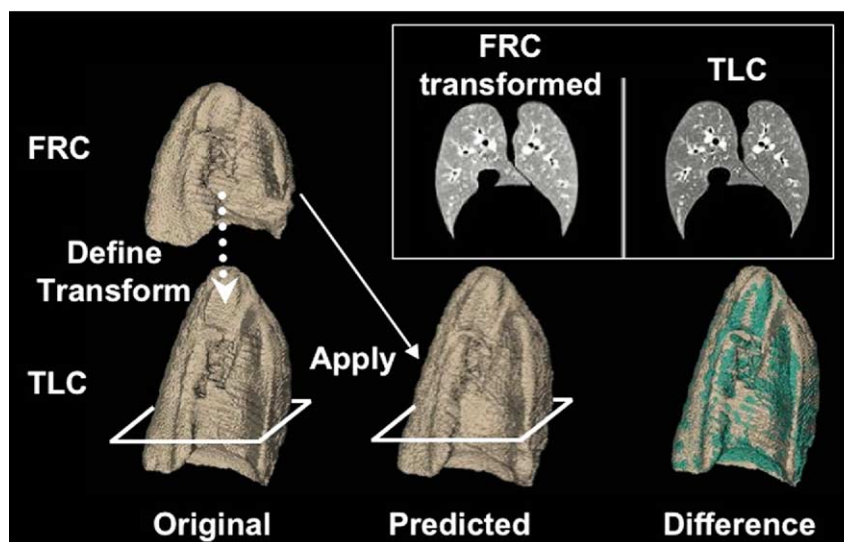 FRC
transformed
TLC
FRC
Define
Transform
TLC
Apply
Original
Predicted
Difference